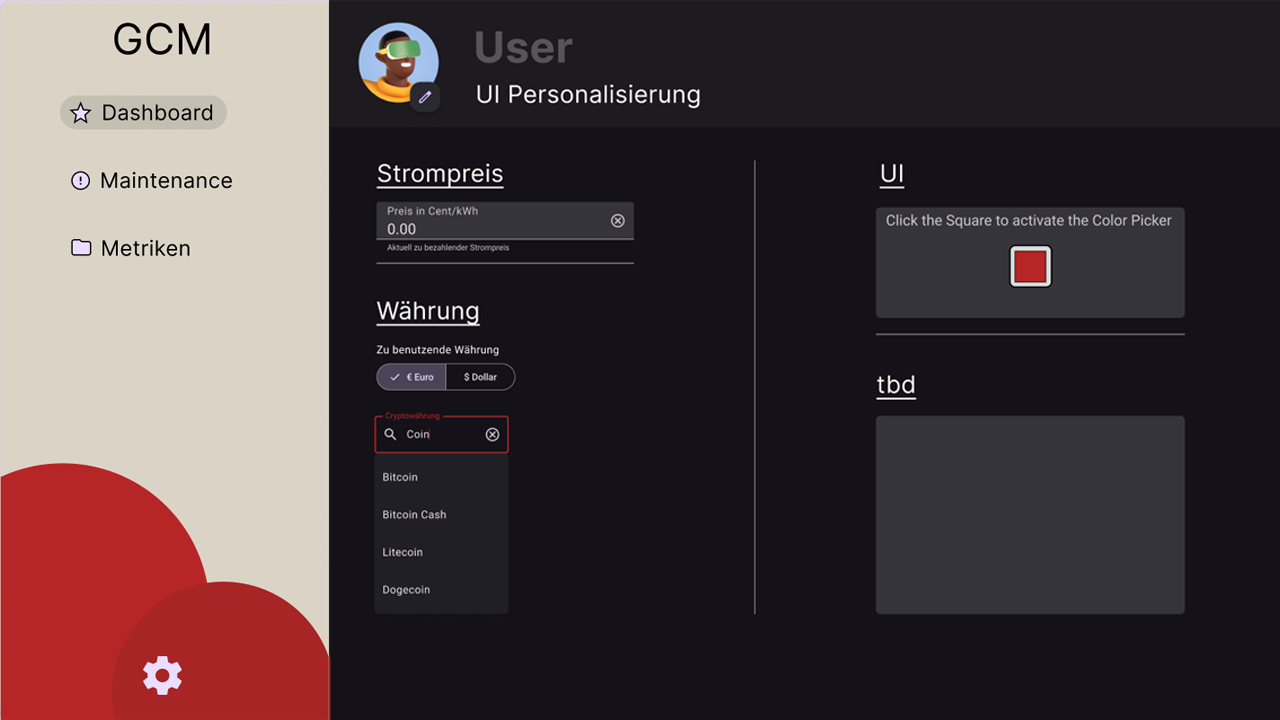 GCM
Dashboard
Maintenance
Metriken
User
UI Personalisierung
Strompreis
Preis in Cent/kWh
0.00
Aktuell zu bezahlender Strompreis
Währung
Zu benutzende Währung
€ Euro
$ Dollar
Cryptowährung
Coin
Bitcoin
Bitcoin Cash
Litecoin
Dogecoin
UI
Click the Square to activate the Color Picker
tbd